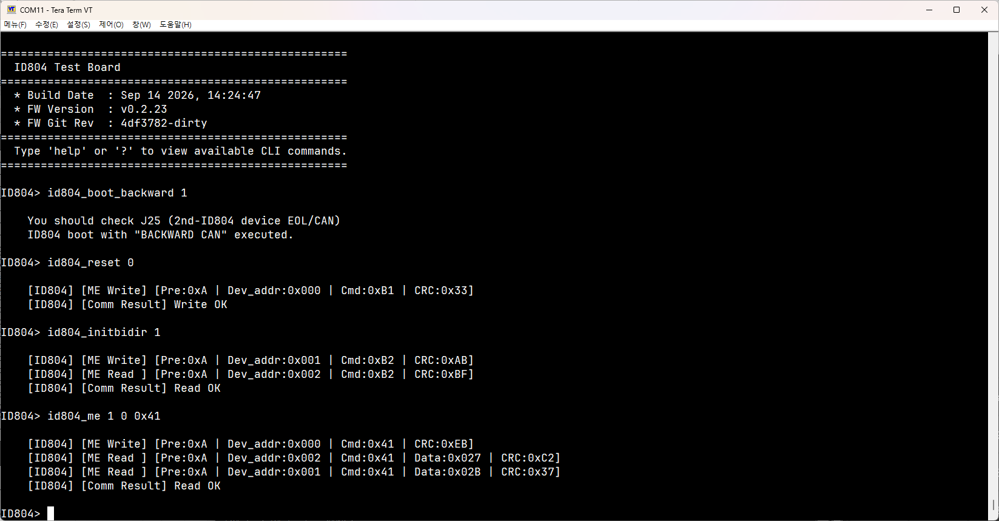 COM11 - Tera Term VT
메뉴(F) 수정(E) 설정(S) 제어(O) 창(W) 도움말(H)
====================================================
  ID804 Test Board
====================================================
  * Build Date  : Sep 14 2026, 14:24:47
  * FW Version  : v0.2.23
  * FW Git Rev  : 4df3782-dirty
====================================================
  Type 'help' or '?' to view available CLI commands.
====================================================
ID804> id804_boot_backward 1
    You should check J25 (2nd-ID804 device EOL/CAN)
    ID804 boot with "BACKWARD CAN" executed.
ID804> id804_reset 0
    [ID804] [ME Write] [Pre:0xA | Dev_addr:0x000 | Cmd:0xB1 | CRC:0x33]
    [ID804] [Comm Result] Write OK
ID804> id804_initbidir 1
    [ID804] [ME Write] [Pre:0xA | Dev_addr:0x001 | Cmd:0xB2 | CRC:0xAB]
    [ID804] [ME Read ] [Pre:0xA | Dev_addr:0x002 | Cmd:0xB2 | CRC:0xBF]
    [ID804] [Comm Result] Read OK
ID804> id804_me 1 0 0x41
    [ID804] [ME Write] [Pre:0xA | Dev_addr:0x000 | Cmd:0x41 | CRC:0xEB]
    [ID804] [ME Read ] [Pre:0xA | Dev_addr:0x002 | Cmd:0x41 | Data:0x027 | CRC:0xC2]
    [ID804] [ME Read ] [Pre:0xA | Dev_addr:0x001 | Cmd:0x41 | Data:0x02B | CRC:0x37]
    [ID804] [Comm Result] Read OK
ID804>